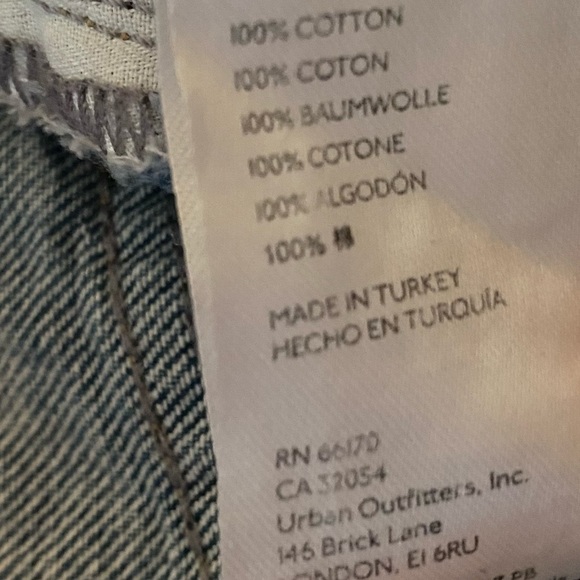 100% COTTON
100% COTON
100% BAUMWOLLE
100% COTONE
100% ALGODÓN
100% 棉
MADE IN TURKEY
HECHO EN TURQUÍA
RN 66170
CA 32054
Urban Outfitters, Inc.
146 Brick Lane
LONDON, E1 6RU